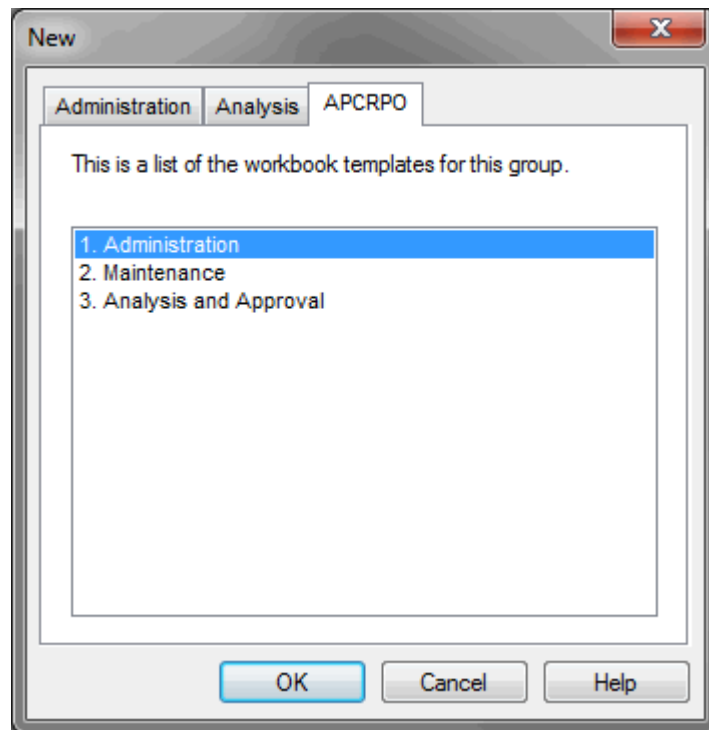 New
Administration Analysis APCRPO
This is a list of the workbook templates for this group.
1. Administration
2. Maintenance
3. Analysis and Approval
OK Cancel Help